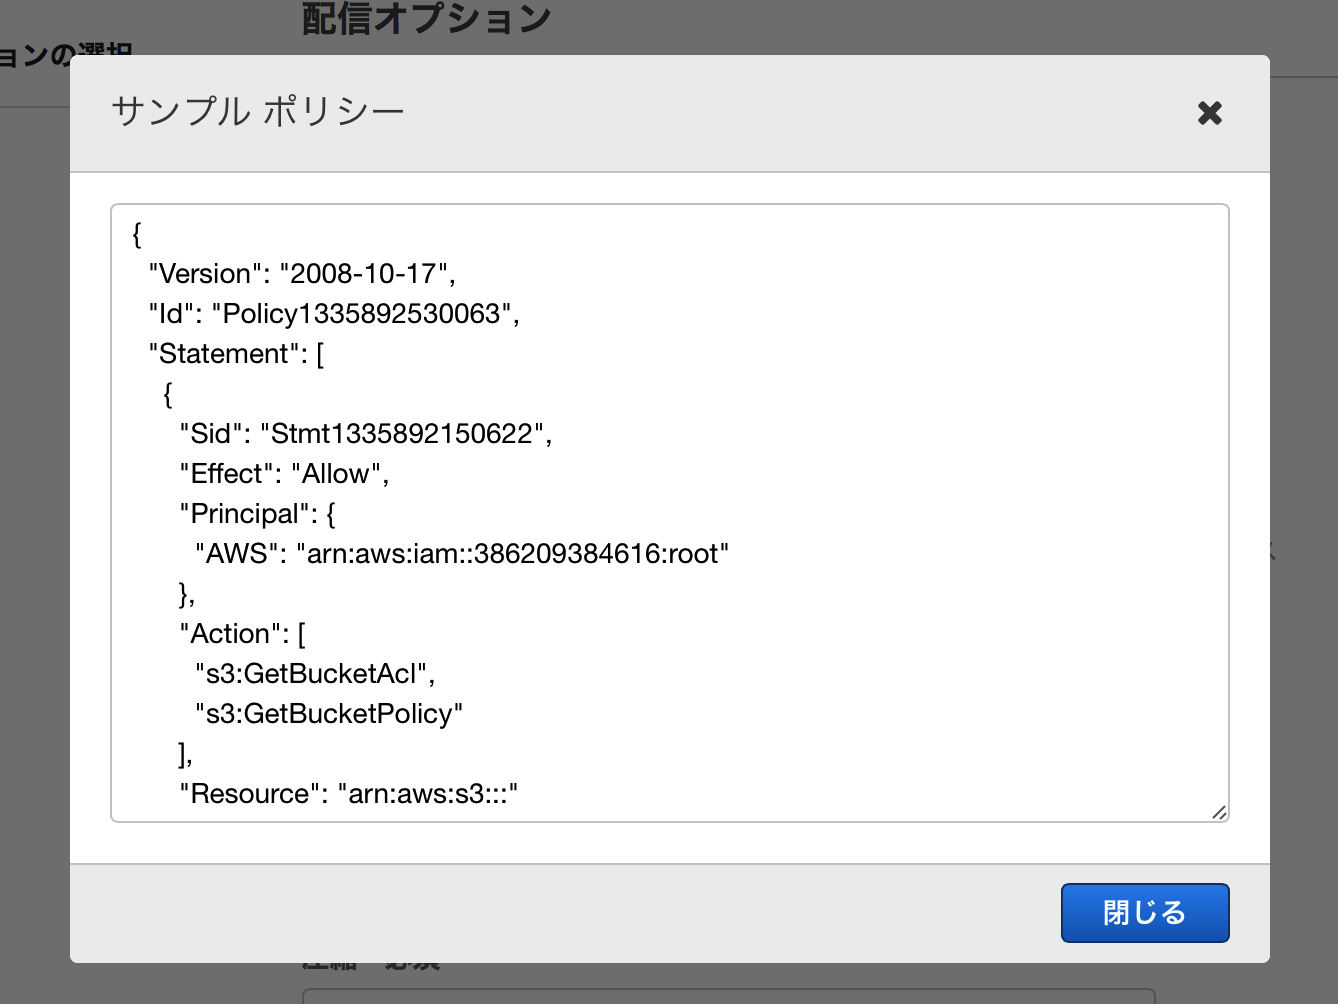 配信オプション
ョンの選択
サンプル ポリシー
{
"Version": "2008-10-17",
"Id": "Policy1335892530063",
"Statement": [
{
"Sid": "Stmt1335892150622",
"Effect": "Allow",
"Principal": {
"AWS": "arn:aws:iam::386209384616:root"
},
"Action": [
"s3:GetBucketAcl",
"s3:GetBucketPolicy"
],
"Resource": "arn:aws:s3:::"
閉じる